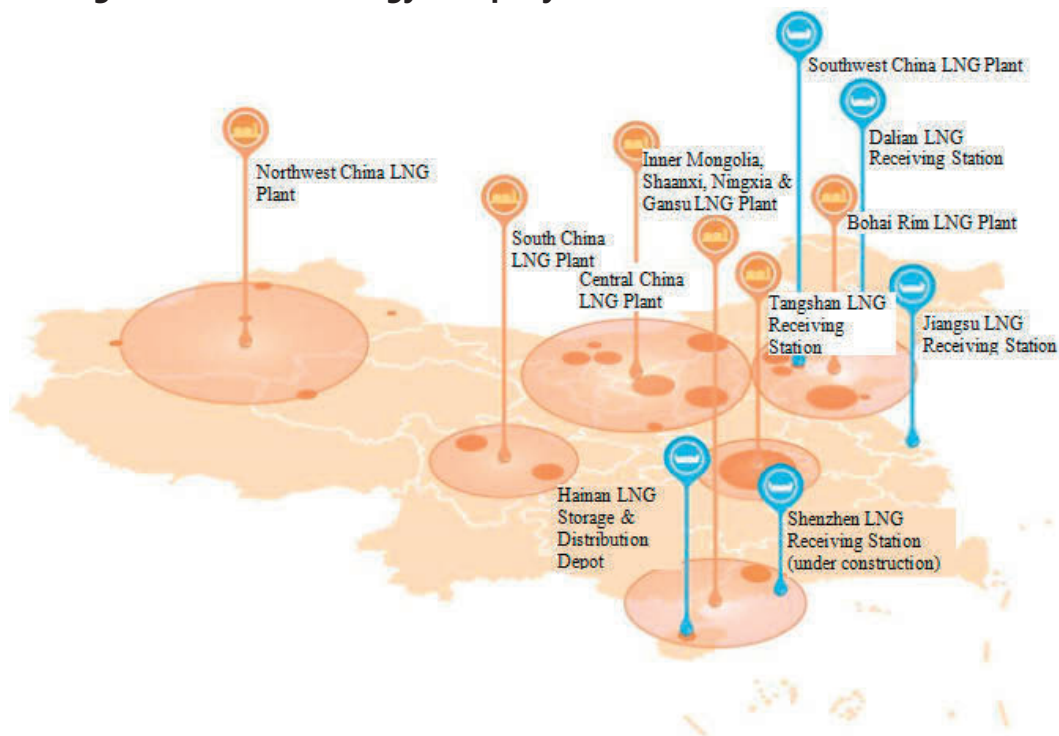 Southwest China LNG Plant
Dalian LNG
Receiving Station
Northwest China LNG
Plant
Inner Mongolia,
Shaanxi, Ningxia &
Gansu LNG Plant
Bohai Rim LNG Plant
South China
LNG Plant
Central China
LNG Plant
Tangshan LNG
Receiving
Station
Jiangsu LNG
Receiving Station
Hainan LNG
Storage &
Distribution
Depot
Shenzhen LNG
Receiving Station
(under construction)